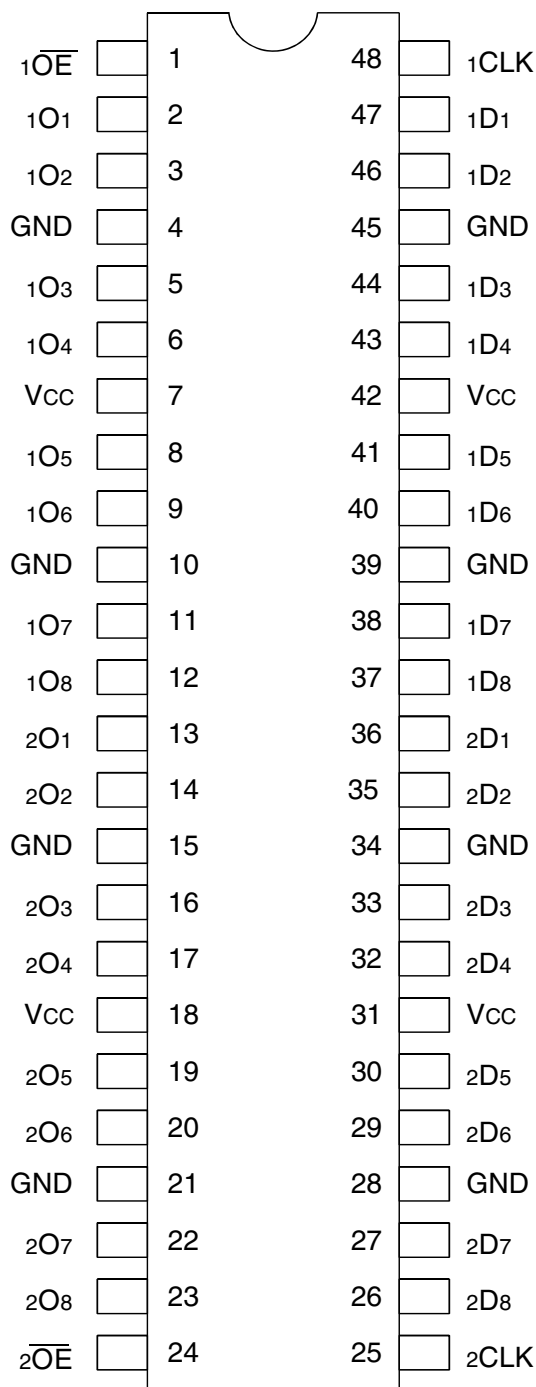 1O̅E̅ 1 48 1CLK
1O1 2 47 1D1
1O2 3 46 1D2
GND 4 45 GND
1O3 5 44 1D3
1O4 6 43 1D4
VCC 7 42 VCC
1O5 8 41 1D5
1O6 9 40 1D6
GND 10 39 GND
1O7 11 38 1D7
1O8 12 37 1D8
2O1 13 36 2D1
2O2 14 35 2D2
GND 15 34 GND
2O3 16 33 2D3
2O4 17 32 2D4
VCC 18 31 VCC
2O5 19 30 2D5
2O6 20 29 2D6
GND 21 28 GND
2O7 22 27 2D7
2O8 23 26 2D8
2O̅E̅ 24 25 2CLK